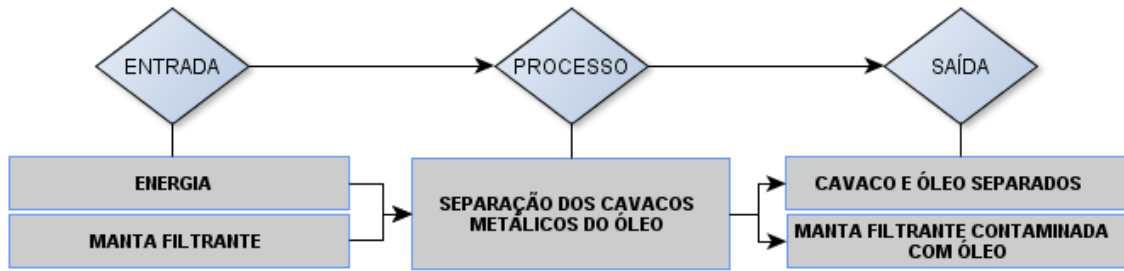 ENTRADA
PROCESSO
SAÍDA
ENERGIA
MANTA FILTRANTE
SEPARAÇÃO DOS CAVACOS
METÁLICOS DO ÓLEO
CAVACO E ÓLEO SEPARADOS
MANTA FILTRANTE CONTAMINADA
COM ÓLEO